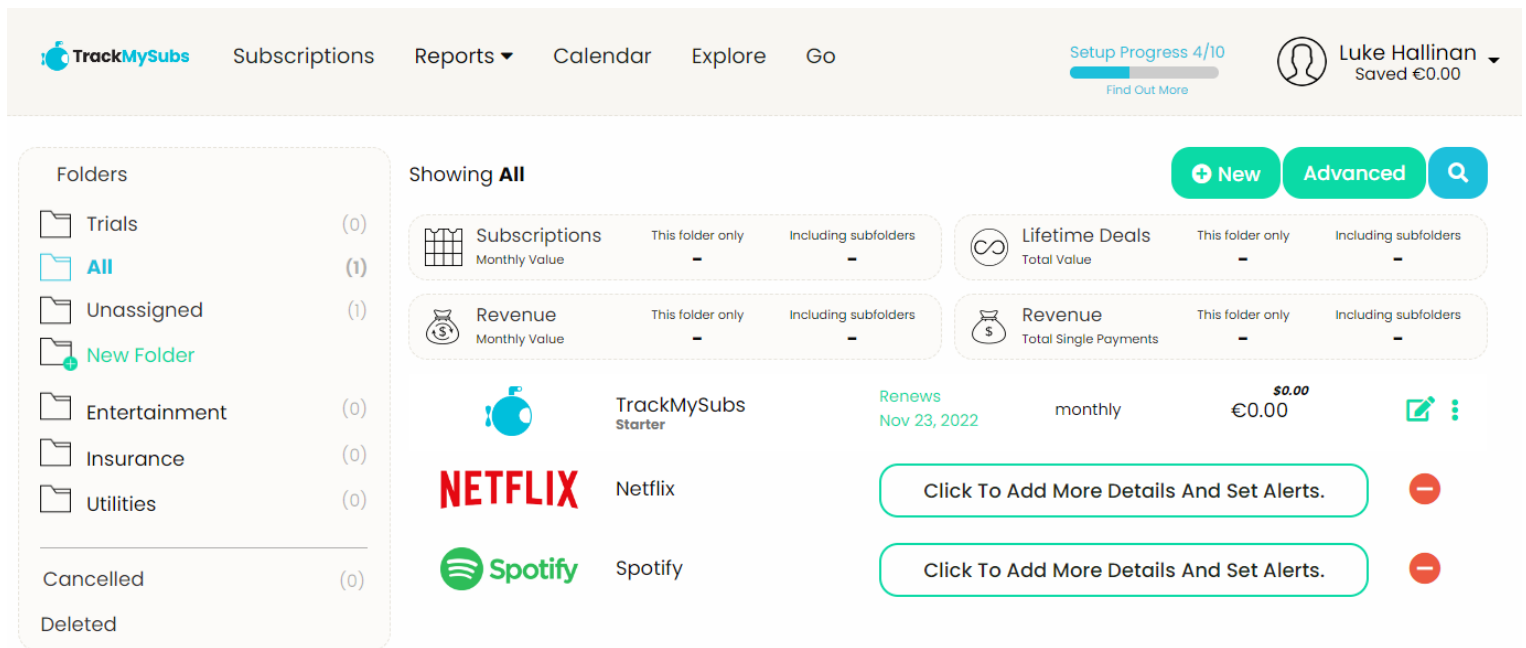 TrackMySubs Subscriptions Reports Calendar Explore Go
Setup Progress 4/10
Find Out More
Luke Hallinan
Saved €0.00
Folders
Trials (0)
All (1)
Unassigned (1)
New Folder
Entertainment (0)
Insurance (0)
Utilities (0)
Cancelled (0)
Deleted
Showing All
New Advanced
Subscriptions This folder only Including subfolders
Monthly Value - -
Lifetime Deals This folder only Including subfolders
Total Value - -
Revenue This folder only Including subfolders
Monthly Value - -
Revenue This folder only Including subfolders
Total Single Payments - -
TrackMySubs
Starter
Renews
Nov 23, 2022
monthly
$0.00
€0.00
NETFLIX Netflix Click To Add More Details And Set Alerts.
Spotify Spotify Click To Add More Details And Set Alerts.